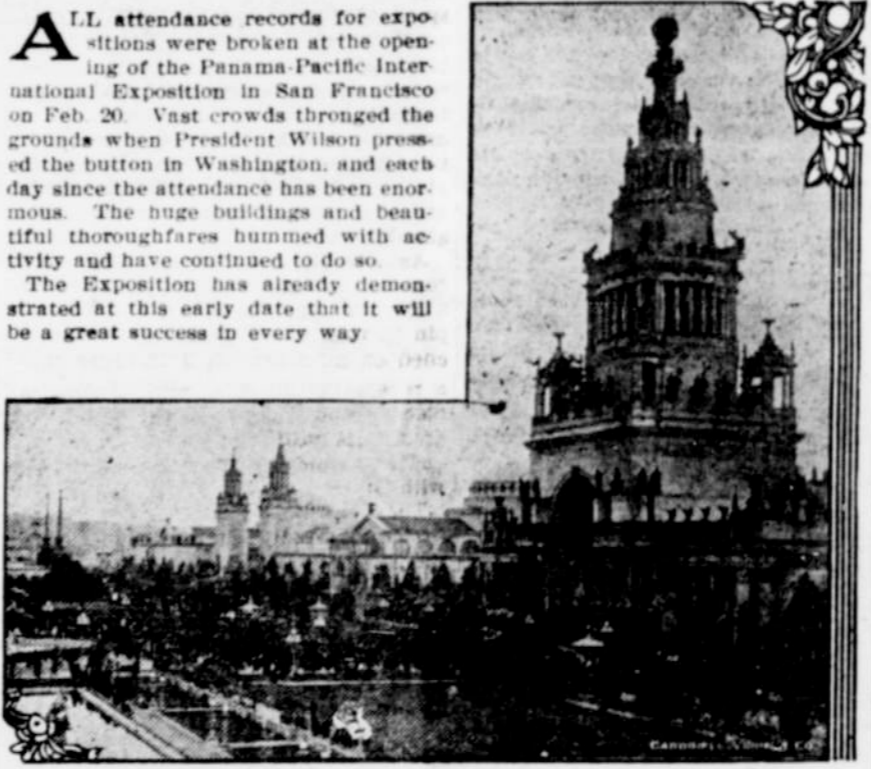 ALL attendance records for expo-
sitions were broken at the open-
ing of the Panama-Pacific Inter-
national Exposition in San Francisco
on Feb. 20. Vast crowds thronged the
grounds when President Wilson press-
ed the button in Washington, and each
day since the attendance has been enor-
mous. The huge buildings and beau-
tiful thoroughfares hummed with ac-
tivity and have continued to do so.
The Exposition has already demon-
strated at this early date that it will
be a great success in every way.
CO